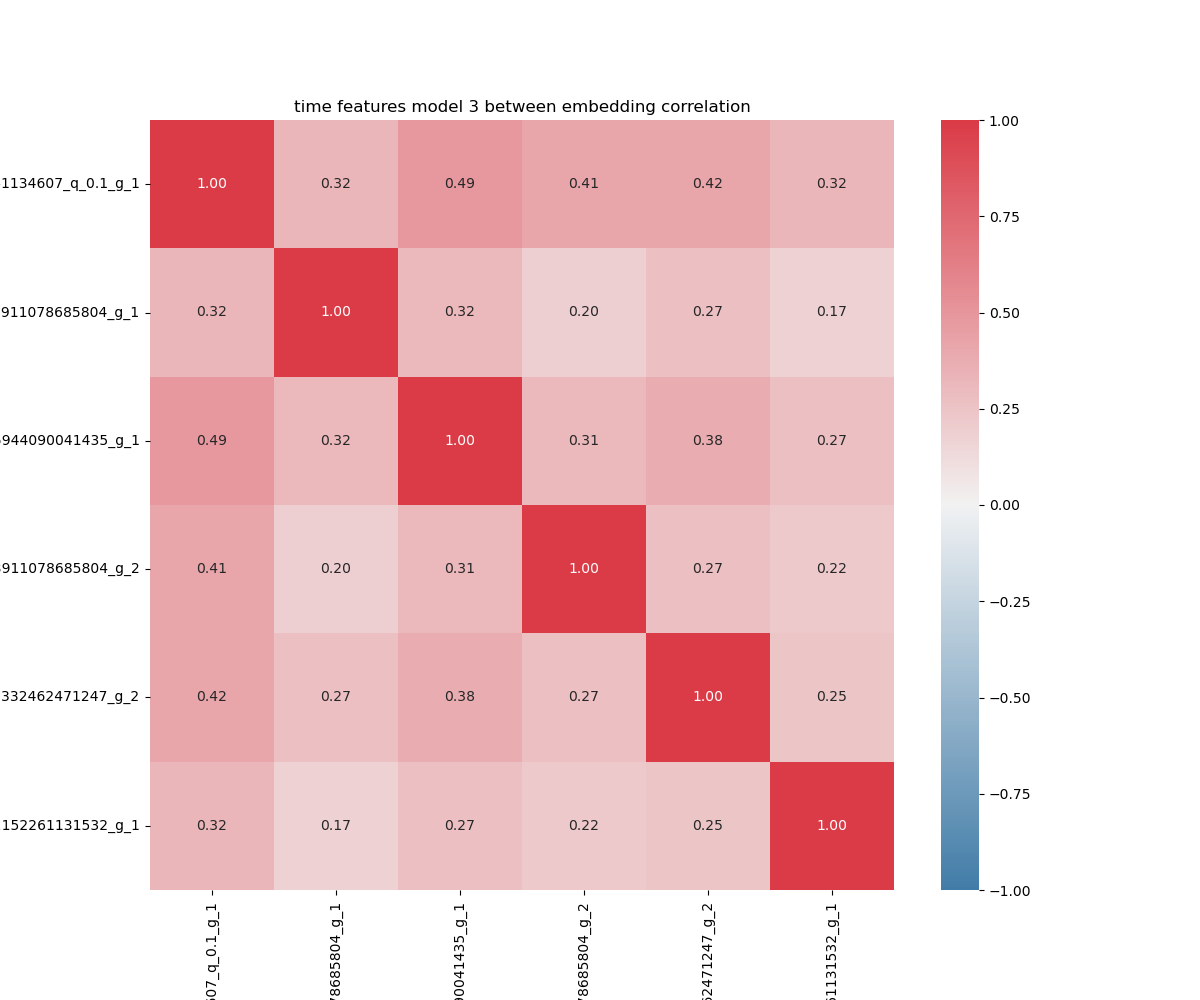 time features model 3 between embedding correlation
1134607_q_0.1_g_1 1.00 0.32 0.49 0.41 0.42 0.32
911078685804_g_1 0.32 1.00 0.32 0.20 0.27 0.17
944090041435_g_1 0.49 0.32 1.00 0.31 0.38 0.27
911078685804_g_2 0.41 0.20 0.31 1.00 0.27 0.22
332462471247_g_2 0.42 0.27 0.38 0.27 1.00 0.25
152261131532_g_1 0.32 0.17 0.27 0.22 0.25 1.00
607_q_0.1_g_1
78685804_g_1
90041435_g_1
78685804_g_2
62471247_g_2
61131532_g_1
1.00
0.75
0.50
0.25
0.00
−0.25
−0.50
−0.75
−1.00